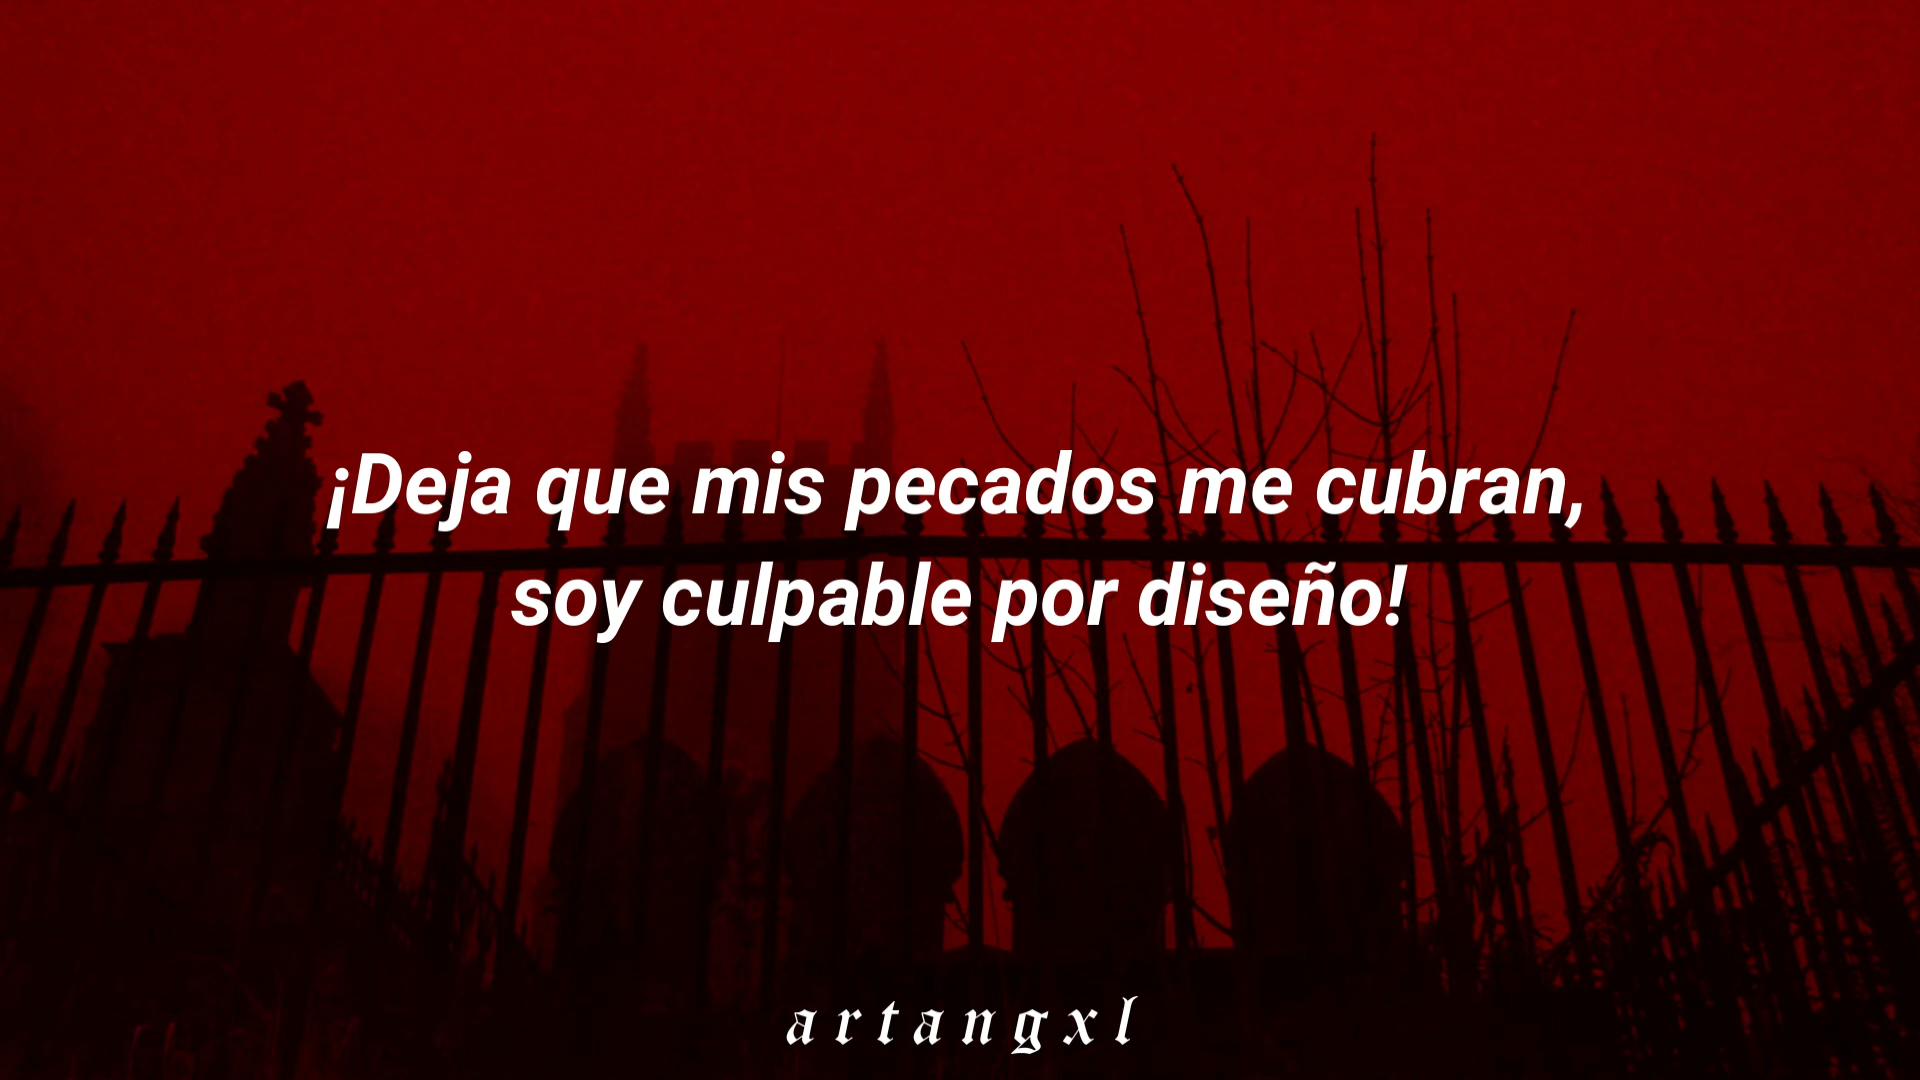 ¡Deja que mis pecados me cubran,
soy culpable por diseño!
artangxl